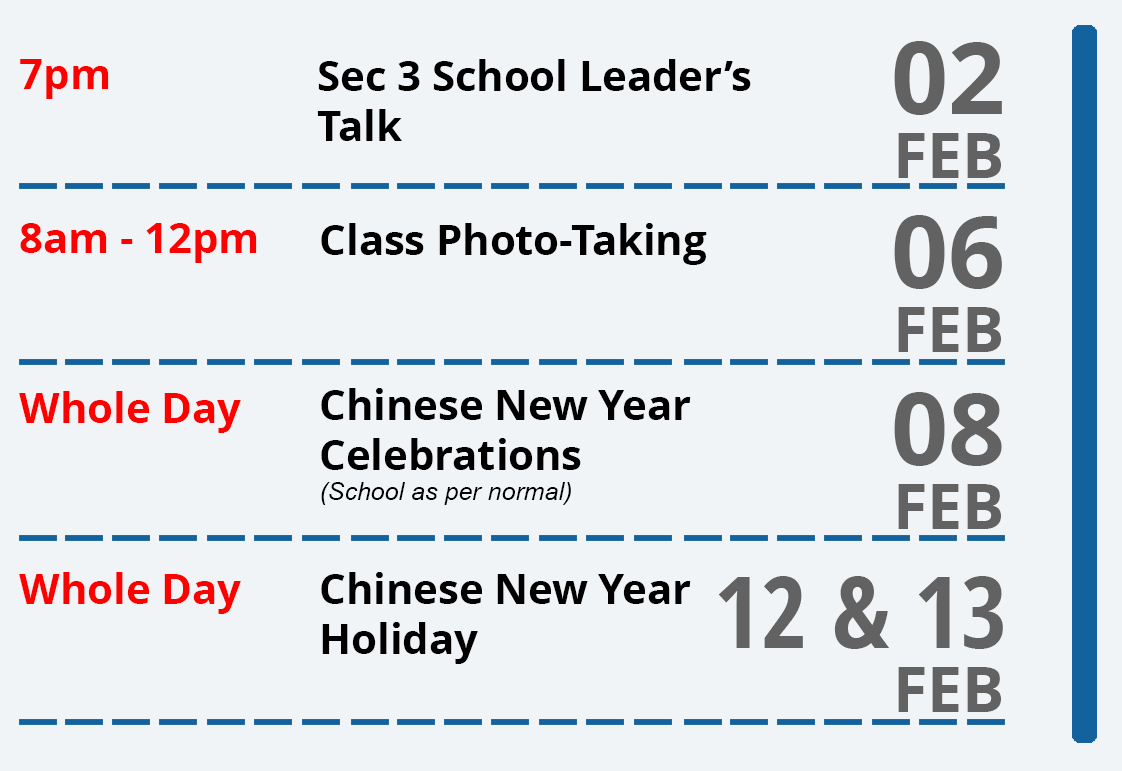 7pm
Sec 3 School Leader’s
Talk
02
FEB
8am - 12pm
Class Photo-Taking
06
FEB
Whole Day
Chinese New Year
Celebrations
(School as per normal)
08
FEB
Whole Day
Chinese New Year
Holiday
12 & 13
FEB